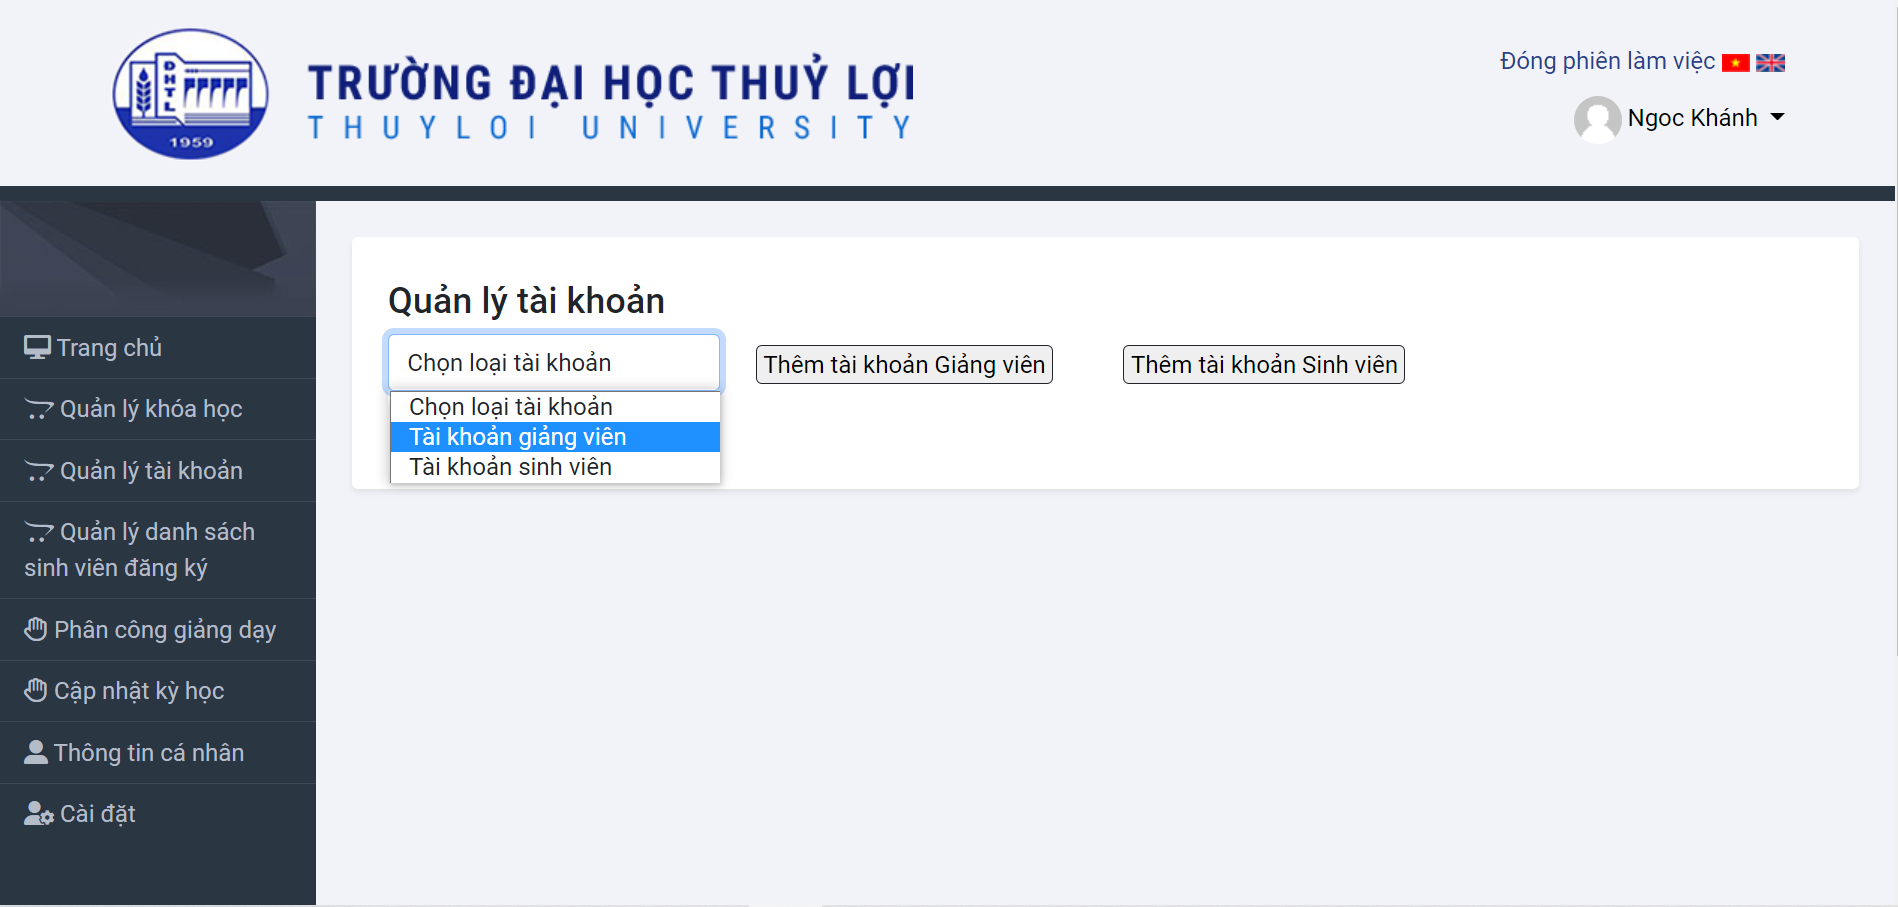 ĐHTL
1959
TRƯỜNG ĐẠI HỌC THUỶ LỢI
THUYLOI UNIVERSITY
Đóng phiên làm việc
Ngoc Khánh
Trang chủ
Quản lý khóa học
Quản lý tài khoản
Quản lý danh sách
sinh viên đăng ký
Phân công giảng dạy
Cập nhật kỳ học
Thông tin cá nhân
Cài đặt
Quản lý tài khoản
Chọn loại tài khoản
Thêm tài khoản Giảng viên
Thêm tài khoản Sinh viên
Chọn loại tài khoản
Tài khoản giảng viên
Tài khoản sinh viên